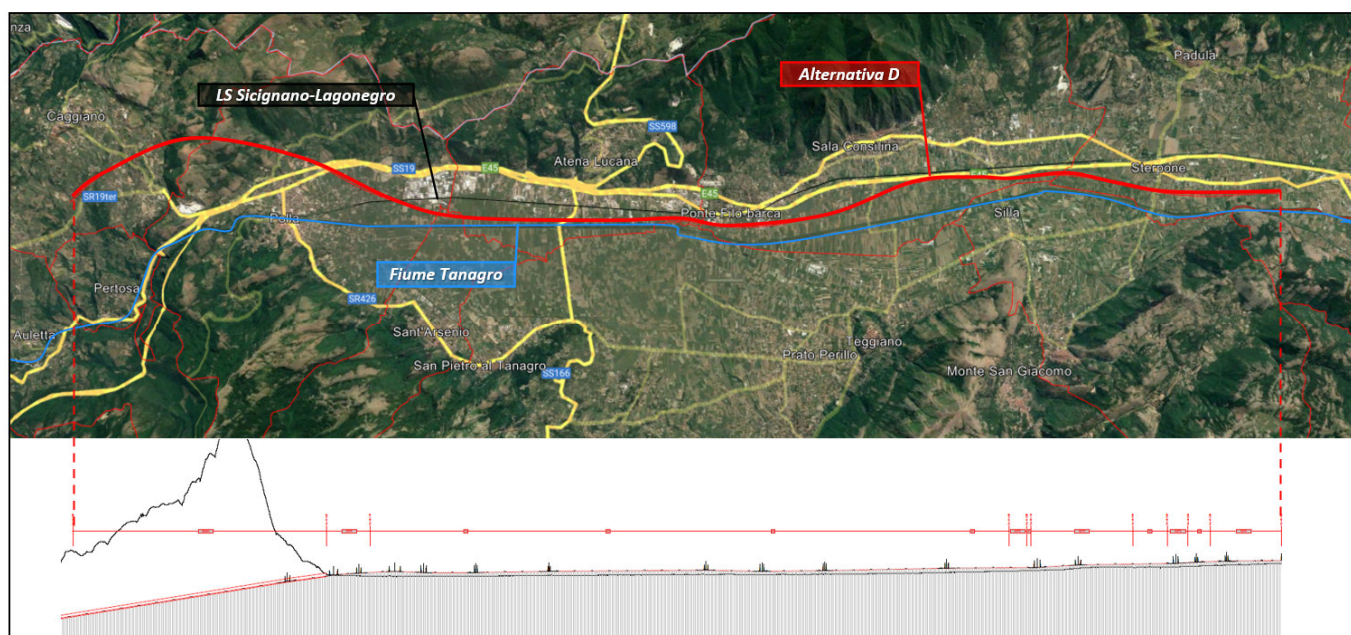 nza
Padula
Alternativa D
LS Sicignano-Lagonegro
Caggiano
SS598
Sala Consilina
SS19
E45
Atena Lucana
Sterpone
E45
SR19ter
E45
Polla
Ponte Filo barca
Silla
Fiume Tanagro
Pertosa
SR426
Auletta
Sant'Arsenio
Teggiano
Prato Perillo
San Pietro al Tanagro
SS166
Monte San Giacomo